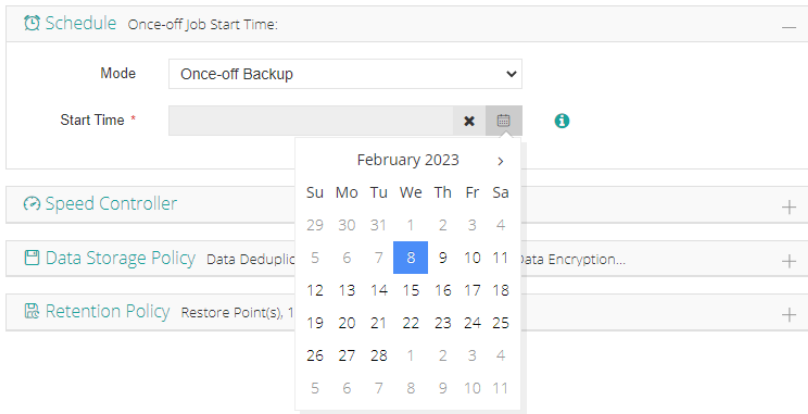 Schedule Once-off Job Start Time:
Mode Once-off Backup
Start Time *
February 2023
Su Mo Tu We Th Fr Sa
29 30 31 1 2 3 4
5 6 7 8 9 10 11
12 13 14 15 16 17 18
19 20 21 22 23 24 25
26 27 28 1 2 3 4
5 6 7 8 9 10 11
Speed Controller
Data Storage Policy Data Encryption...
Retention Policy Restore Point(s),